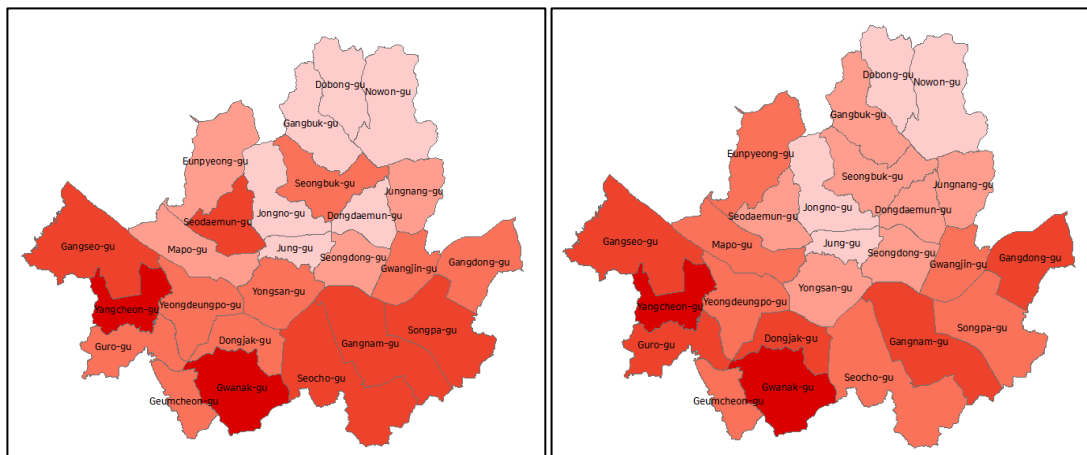 Dobong-gu
Nowon-gu
Gangbuk-gu
Eunpyeong-gu
Seongbuk-gu
Jungnang-gu
Jongno-gu
Dongdaemun-gu
Seodaemun-gu
Gangseo-gu
Mapo-gu
Jung-gu
Seongdong-gu
Gwangjin-gu
Gangdong-gu
Yangcheon-gu
Yeongdeungpo-gu
Yongsan-gu
Songpa-gu
Guro-gu
Dongjak-gu
Gangnam-gu
Seocho-gu
Gwanak-gu
Geumcheon-gu
Dobong-gu
Nowon-gu
Gangbuk-gu
Eunpyeong-gu
Seongbuk-gu
Jungnang-gu
Jongno-gu
Dongdaemun-gu
Seodaemun-gu
Gangseo-gu
Mapo-gu
Jung-gu
Seongdong-gu
Gwangjin-gu
Gangdong-gu
Yangcheon-gu
Yeongdeungpo-gu
Yongsan-gu
Songpa-gu
Guro-gu
Dongjak-gu
Gangnam-gu
Seocho-gu
Gwanak-gu
Geumcheon-gu